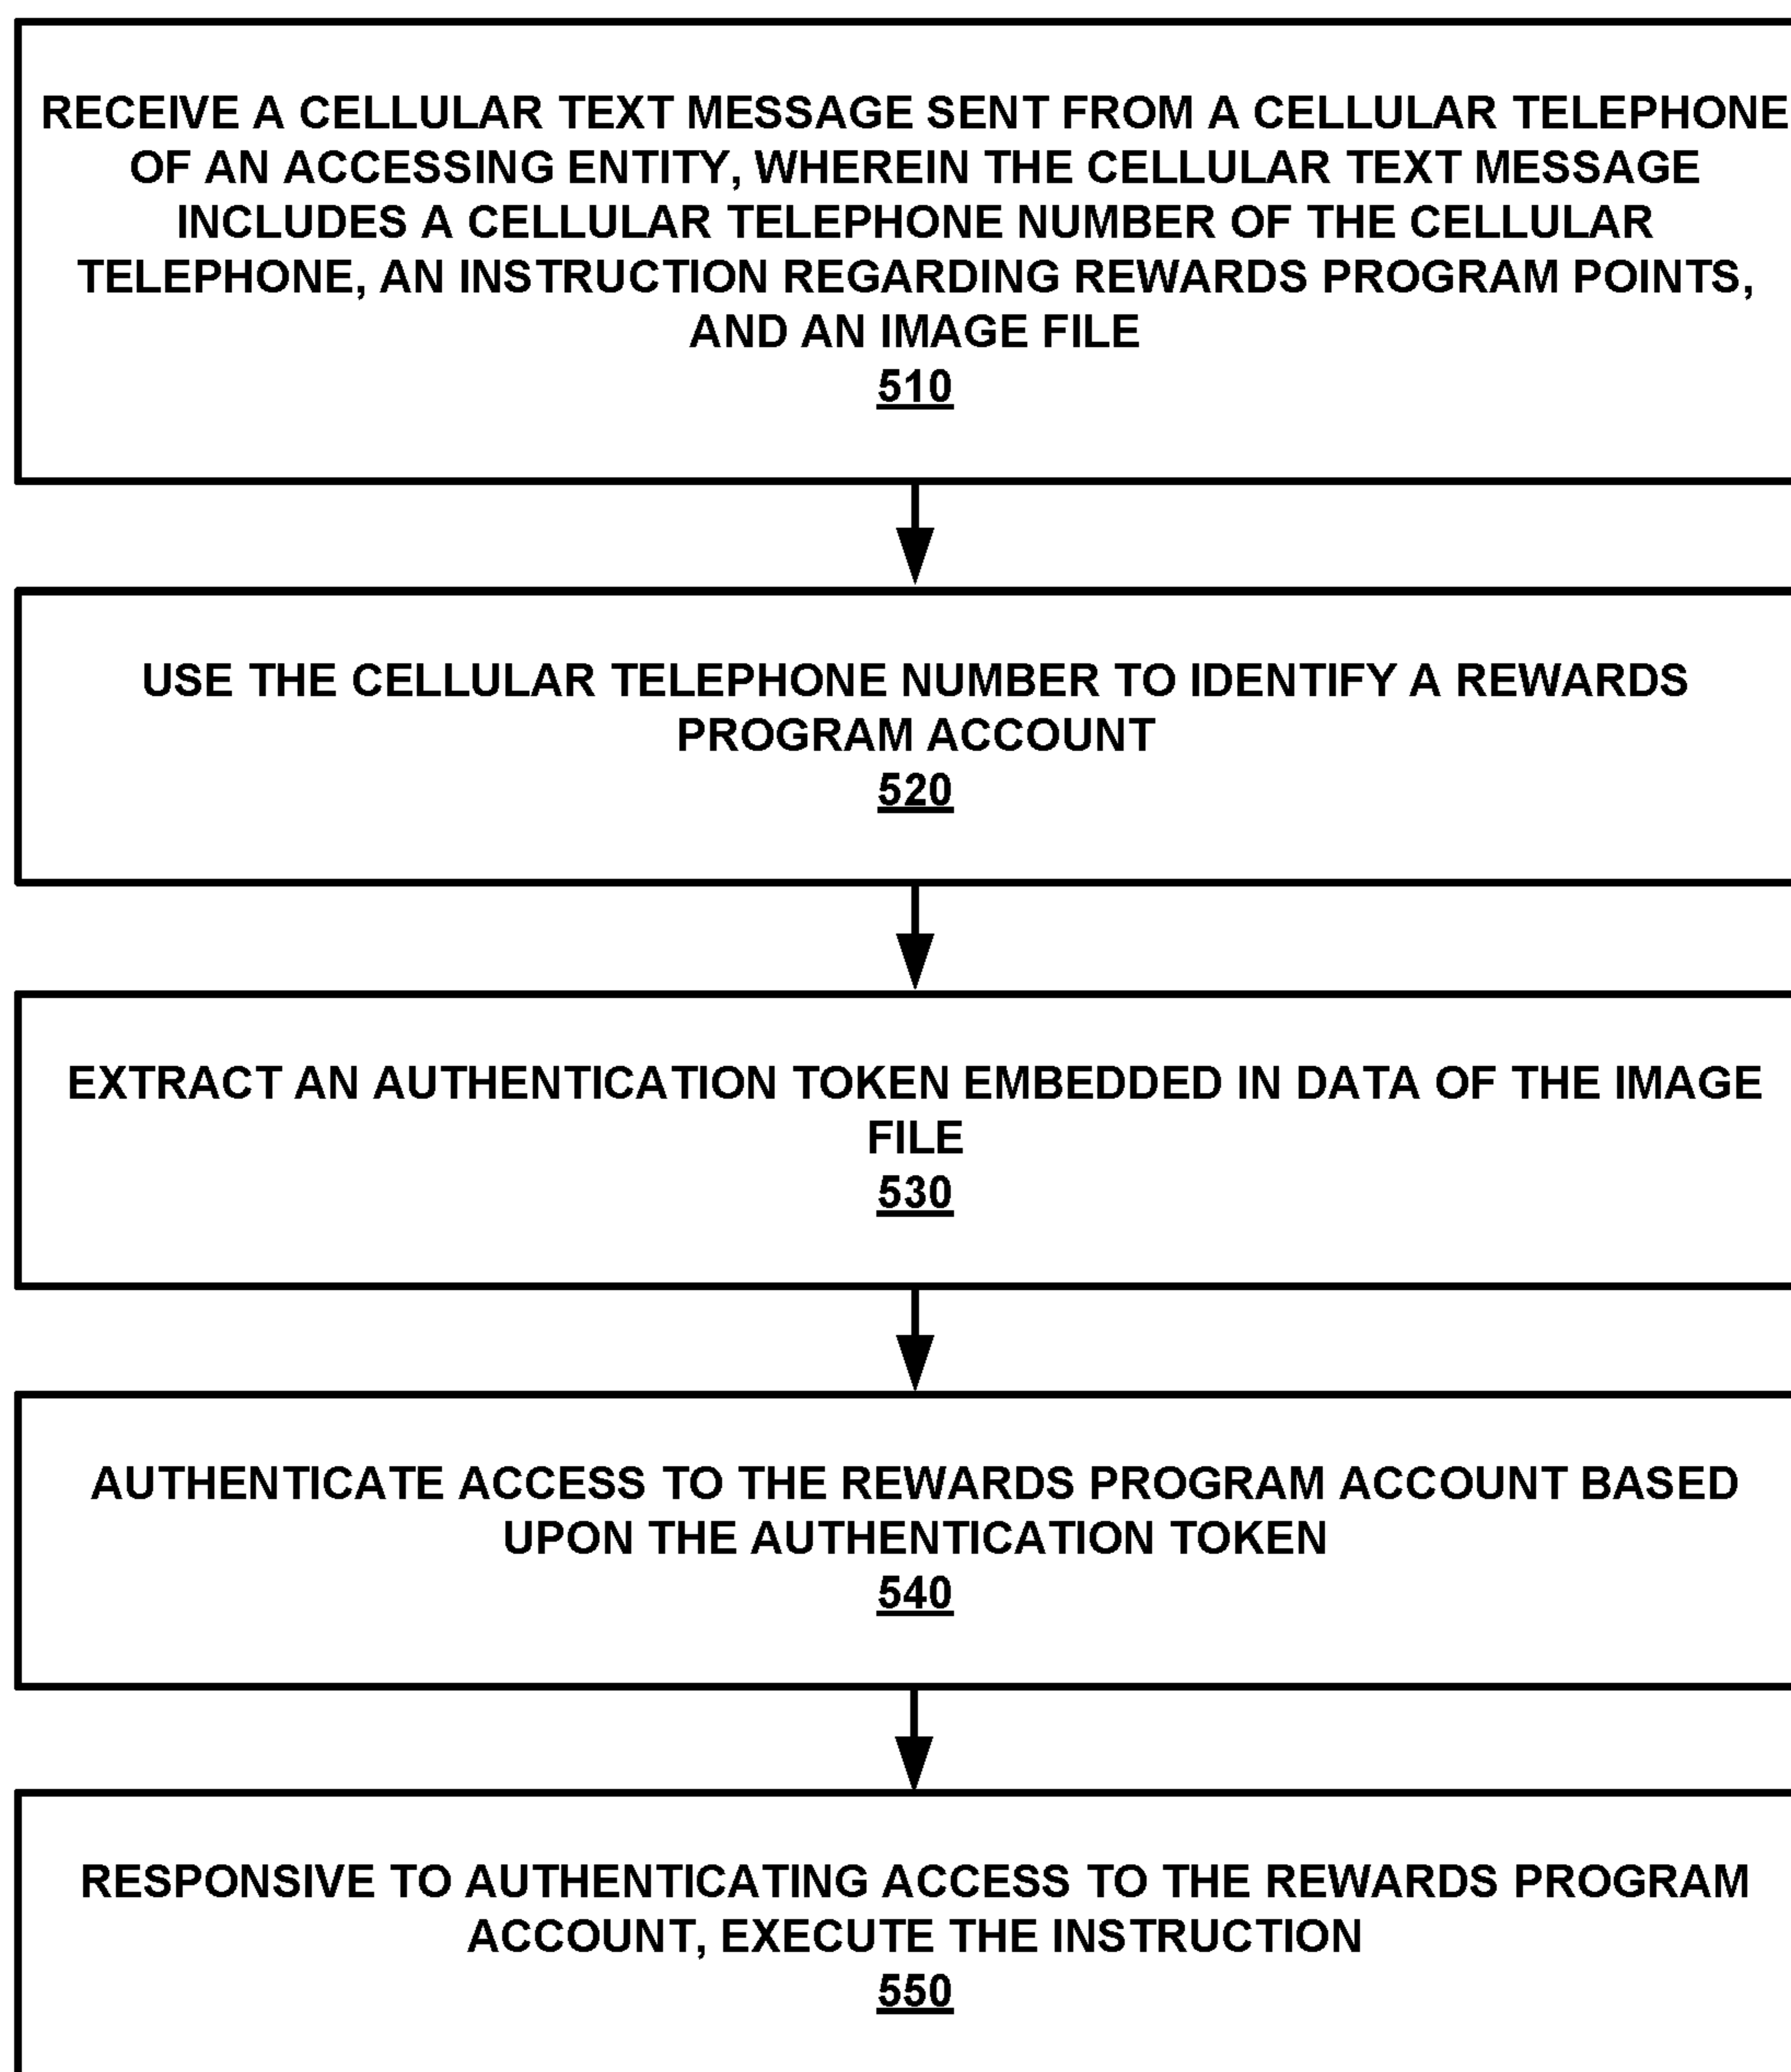 RECEIVE A CELLULAR TEXT MESSAGE SENT FROM A CELLULAR TELEPHONE
OF AN ACCESSING ENTITY, WHEREIN THE CELLULAR TEXT MESSAGE
INCLUDES A CELLULAR TELEPHONE NUMBER OF THE CELLULAR
TELEPHONE, AN INSTRUCTION REGARDING REWARDS PROGRAM POINTS,
AND AN IMAGE FILE
510
USE THE CELLULAR TELEPHONE NUMBER TO IDENTIFY A REWARDS
PROGRAM ACCOUNT
520
EXTRACT AN AUTHENTICATION TOKEN EMBEDDED IN DATA OF THE IMAGE
FILE
530
AUTHENTICATE ACCESS TO THE REWARDS PROGRAM ACCOUNT BASED
UPON THE AUTHENTICATION TOKEN
540
RESPONSIVE TO AUTHENTICATING ACCESS TO THE REWARDS PROGRAM
ACCOUNT, EXECUTE THE INSTRUCTION
550